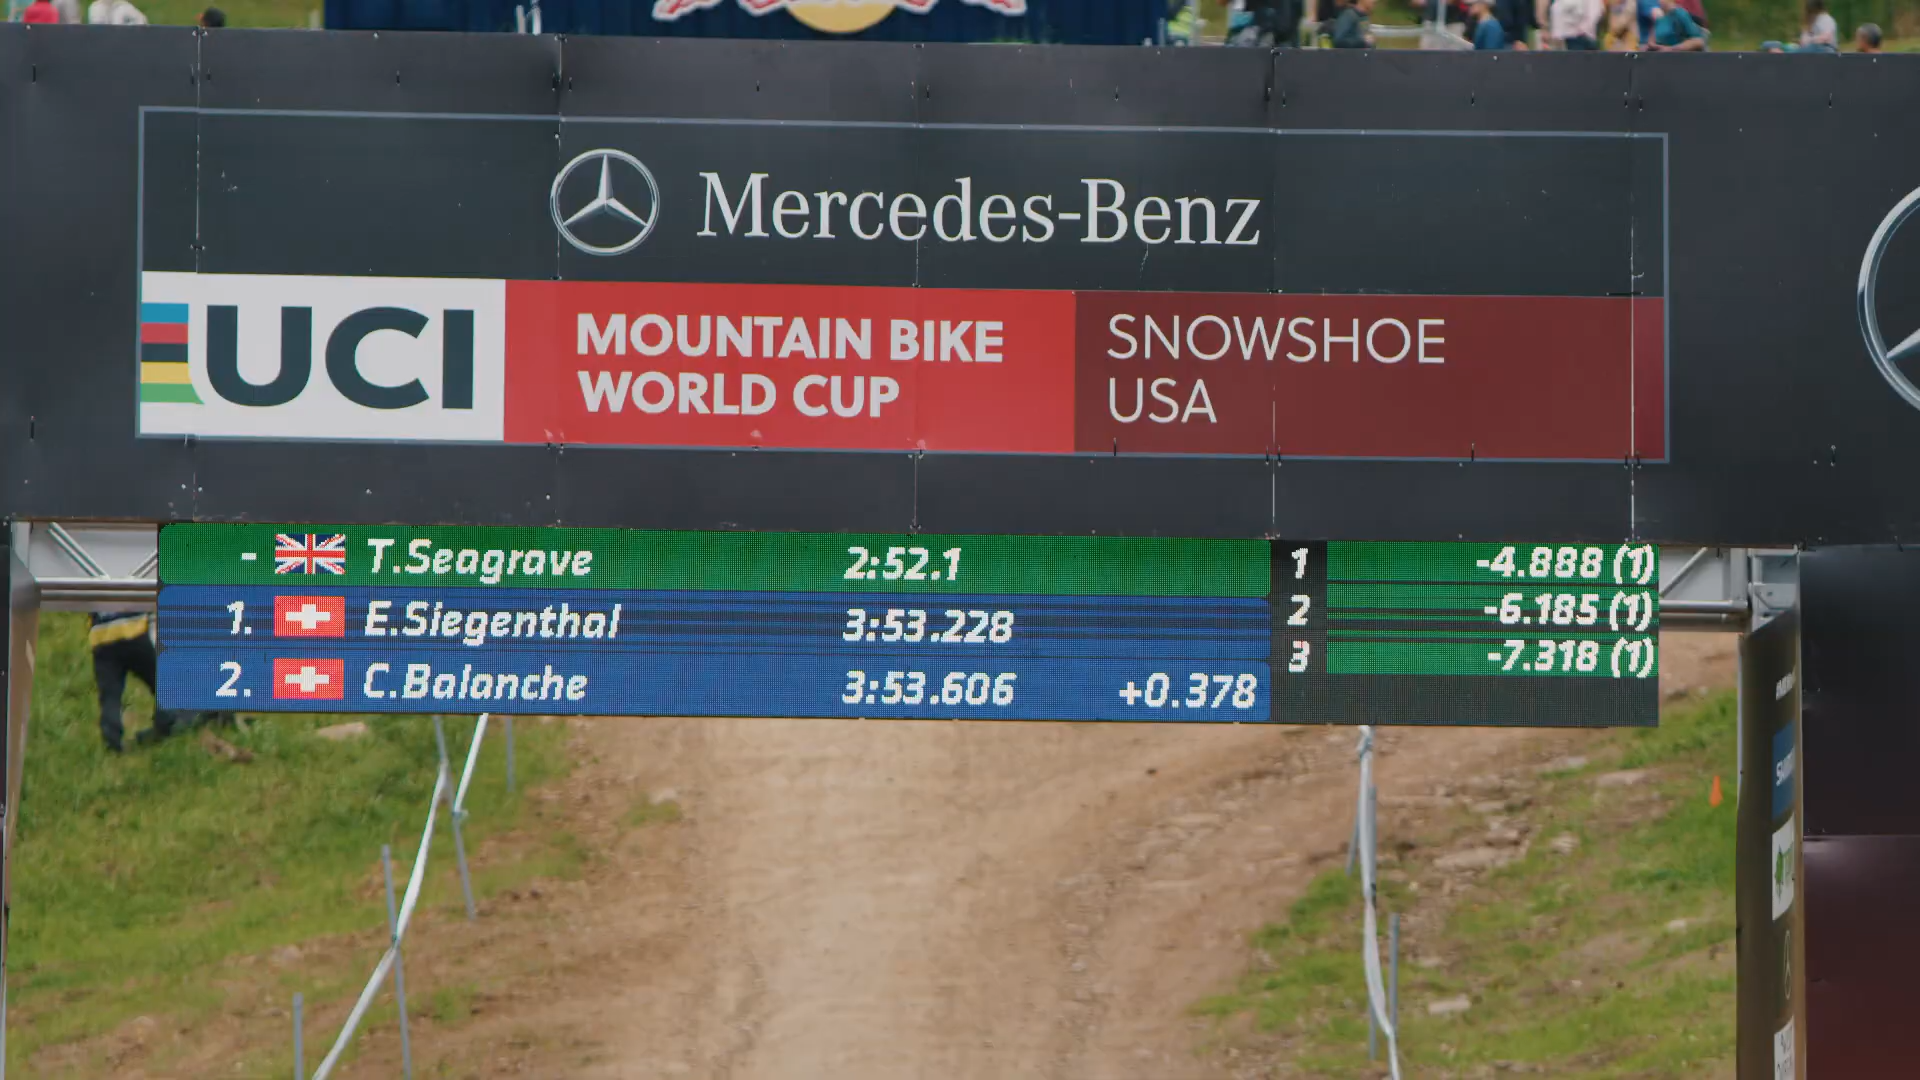 Mercedes-Benz
UCI
MOUNTAIN BIKE
WORLD CUP
SNOWSHOE
USA
- T.Seagrave 2:52.1
1. E.Siegenthal 3:53.228
2. C.Balanche 3:53.606 +0.378
1 -4.888 (1)
2 -6.185 (1)
3 -7.318 (1)